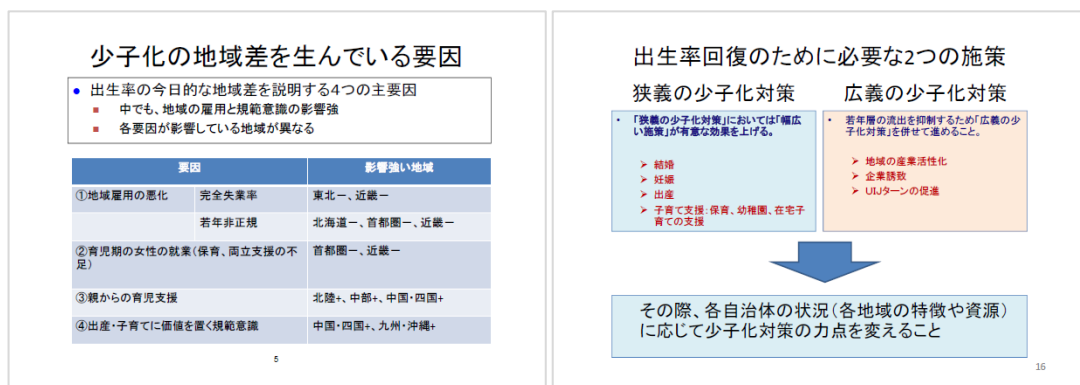 少子化の地域差を生んでいる要因
● 出生率の今日的な地域差を説明する4つの主要因
■ 中でも、地域の雇用と規範意識の影響強
■ 各要因が影響している地域が異なる
要因 影響強い地域
①地域雇用の悪化 完全失業率 東北ー、近畿ー
若年非正規 北海道ー、首都圏ー、近畿ー
②育児期の女性の就業(保育、両立支援の不
足) 首都圏ー、近畿ー
③親からの育児支援 北陸+、中部+、中国・四国+
④出産・子育てに価値を置く規範意識 中国・四国+、九州・沖縄+
5
出生率回復のために必要な2つの施策
狭義の少子化対策
• 「狭義の少子化対策」においては「幅広
い施策」が有意な効果を上げる。
➢ 結婚
➢ 妊娠
➢ 出産
➢ 子育て支援:保育、幼稚園、在宅子
育ての支援
広義の少子化対策
• 若年層の流出を抑制するため「広義の少
子化対策」を併せて進めること。
➢ 地域の産業活性化
➢ 企業誘致
➢ UIJターンの促進
その際、各自治体の状況(各地域の特徴や資源)
に応じて少子化対策の力点を変えること
16